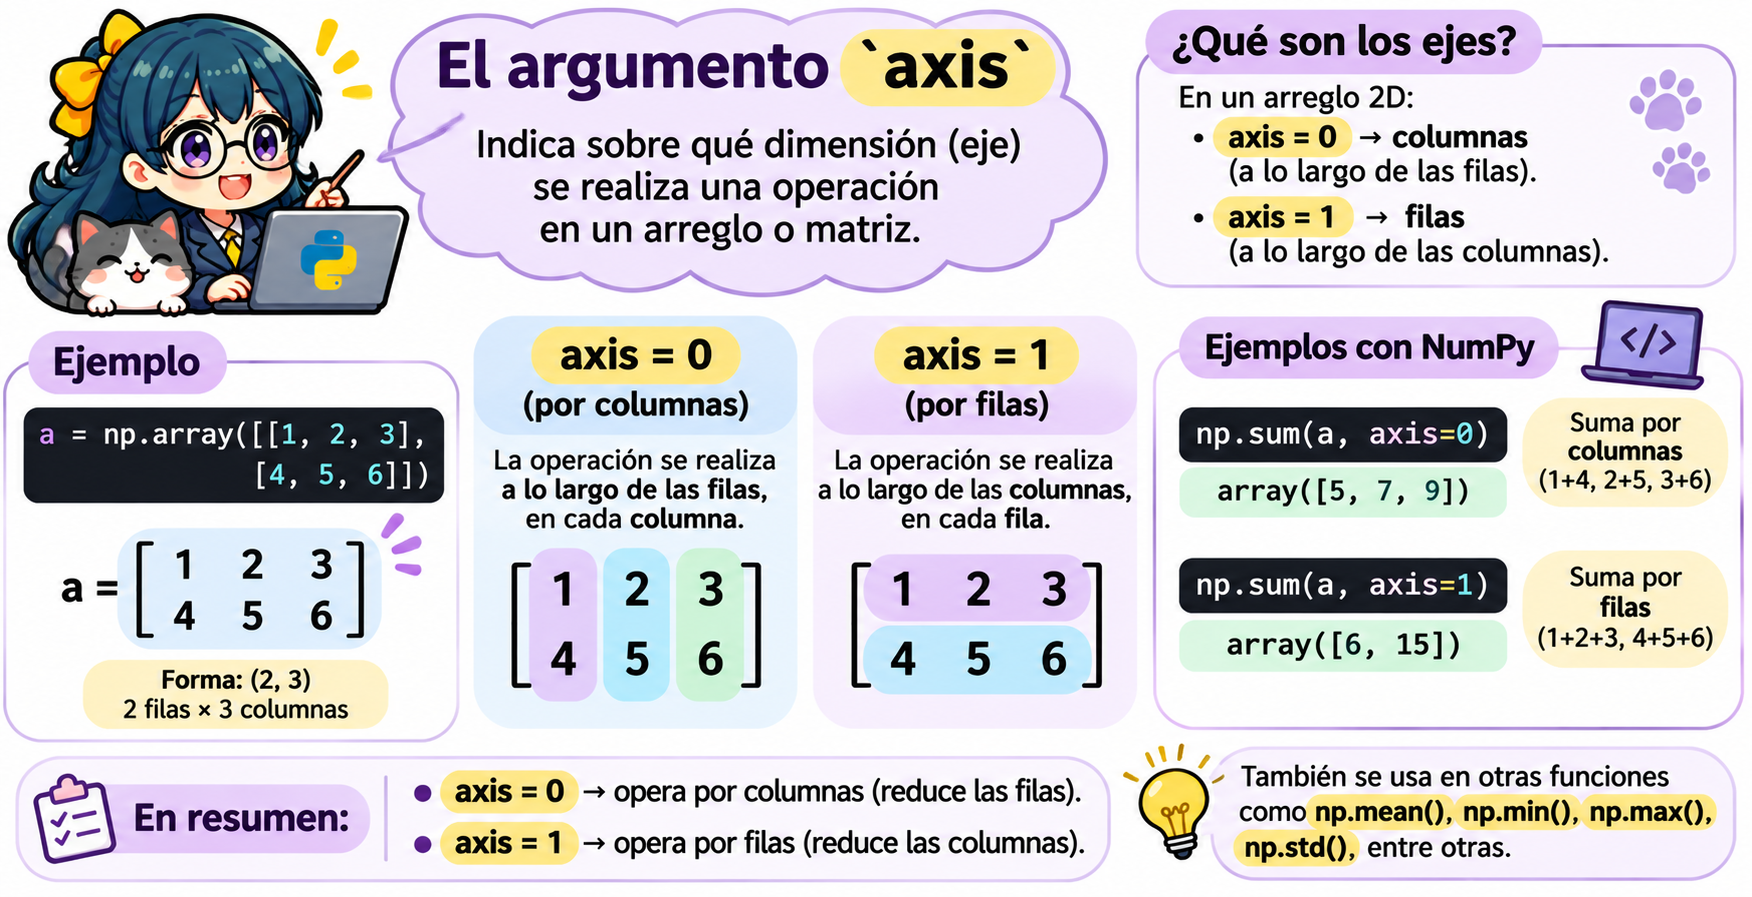 El argumento `axis`
Indica sobre qué dimensión (eje)
se realiza una operación
en un arreglo o matriz.
¿Qué son los ejes?
En un arreglo 2D:
• axis = 0 → columnas
(a lo largo de las filas).
• axis = 1 → filas
(a lo largo de las columnas).
Ejemplo
a = np.array([[1, 2, 3],
[4, 5, 6]])
a = [ 1 2 3 ]
4 5 6
Forma: (2, 3)
2 filas × 3 columnas
axis = 0
(por columnas)
La operación se realiza
a lo largo de las filas,
en cada columna.
1 2 3
4 5 6
axis = 1
(por filas)
La operación se realiza
a lo largo de las columnas,
en cada fila.
1 2 3
4 5 6
Ejemplos con NumPy
</>
np.sum(a, axis=0)
array([5, 7, 9])
Suma por
columnas
(1+4, 2+5, 3+6)
np.sum(a, axis=1)
array([6, 15])
Suma por
filas
(1+2+3, 4+5+6)
En resumen:
• axis = 0 → opera por columnas (reduce las filas).
• axis = 1 → opera por filas (reduce las columnas).
También se usa en otras funciones
como np.mean(), np.min(), np.max(),
np.std(), entre otras.